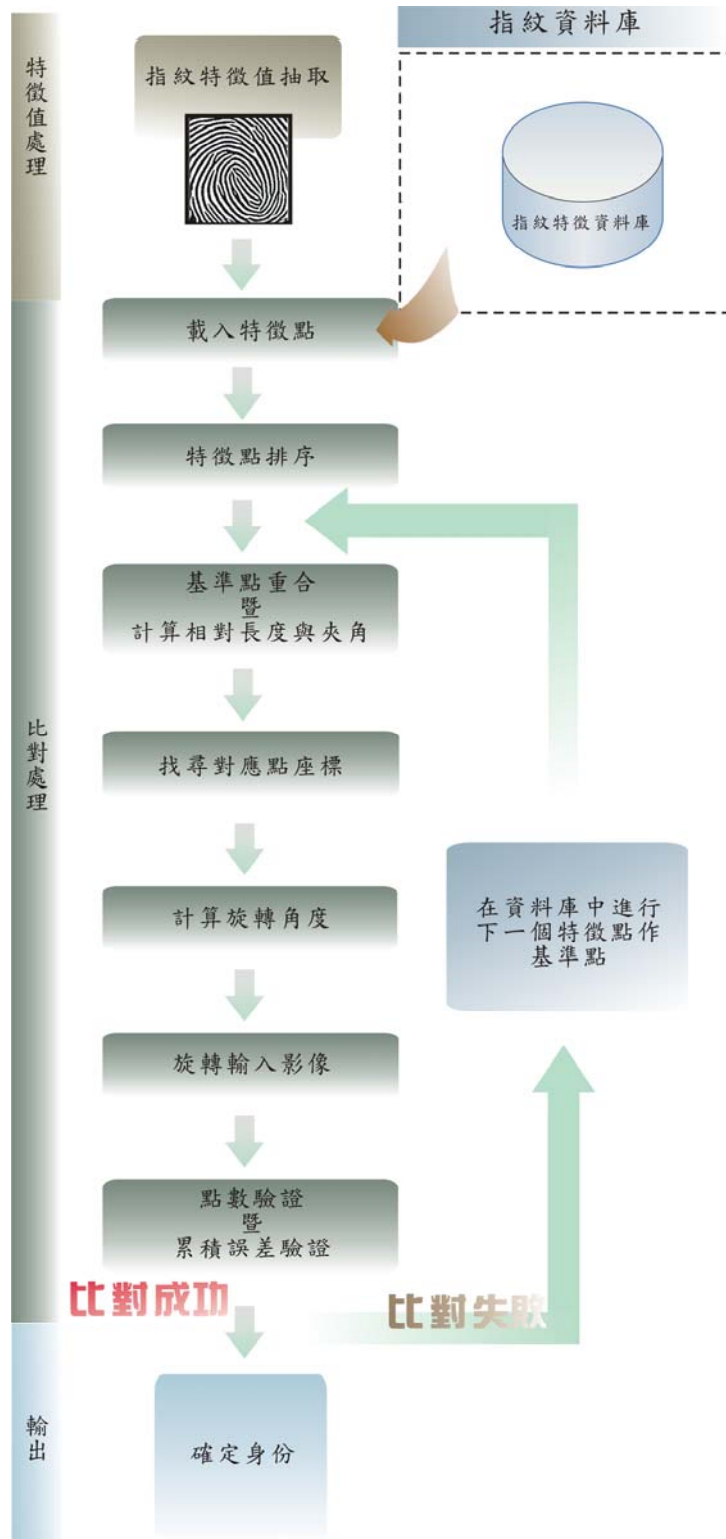 特徵值處理
指紋特徵值抽取
指紋資料庫
指紋特徵資料庫
比對處理
載入特徵點
特徵點排序
基準點重合
暨
計算相對長度與夾角
找尋對應點座標
計算旋轉角度
旋轉輸入影像
點數驗證
暨
累積誤差驗證
在資料庫中進行
下一個特徵點作
基準點
比對成功
比對失敗
輸出
確定身份